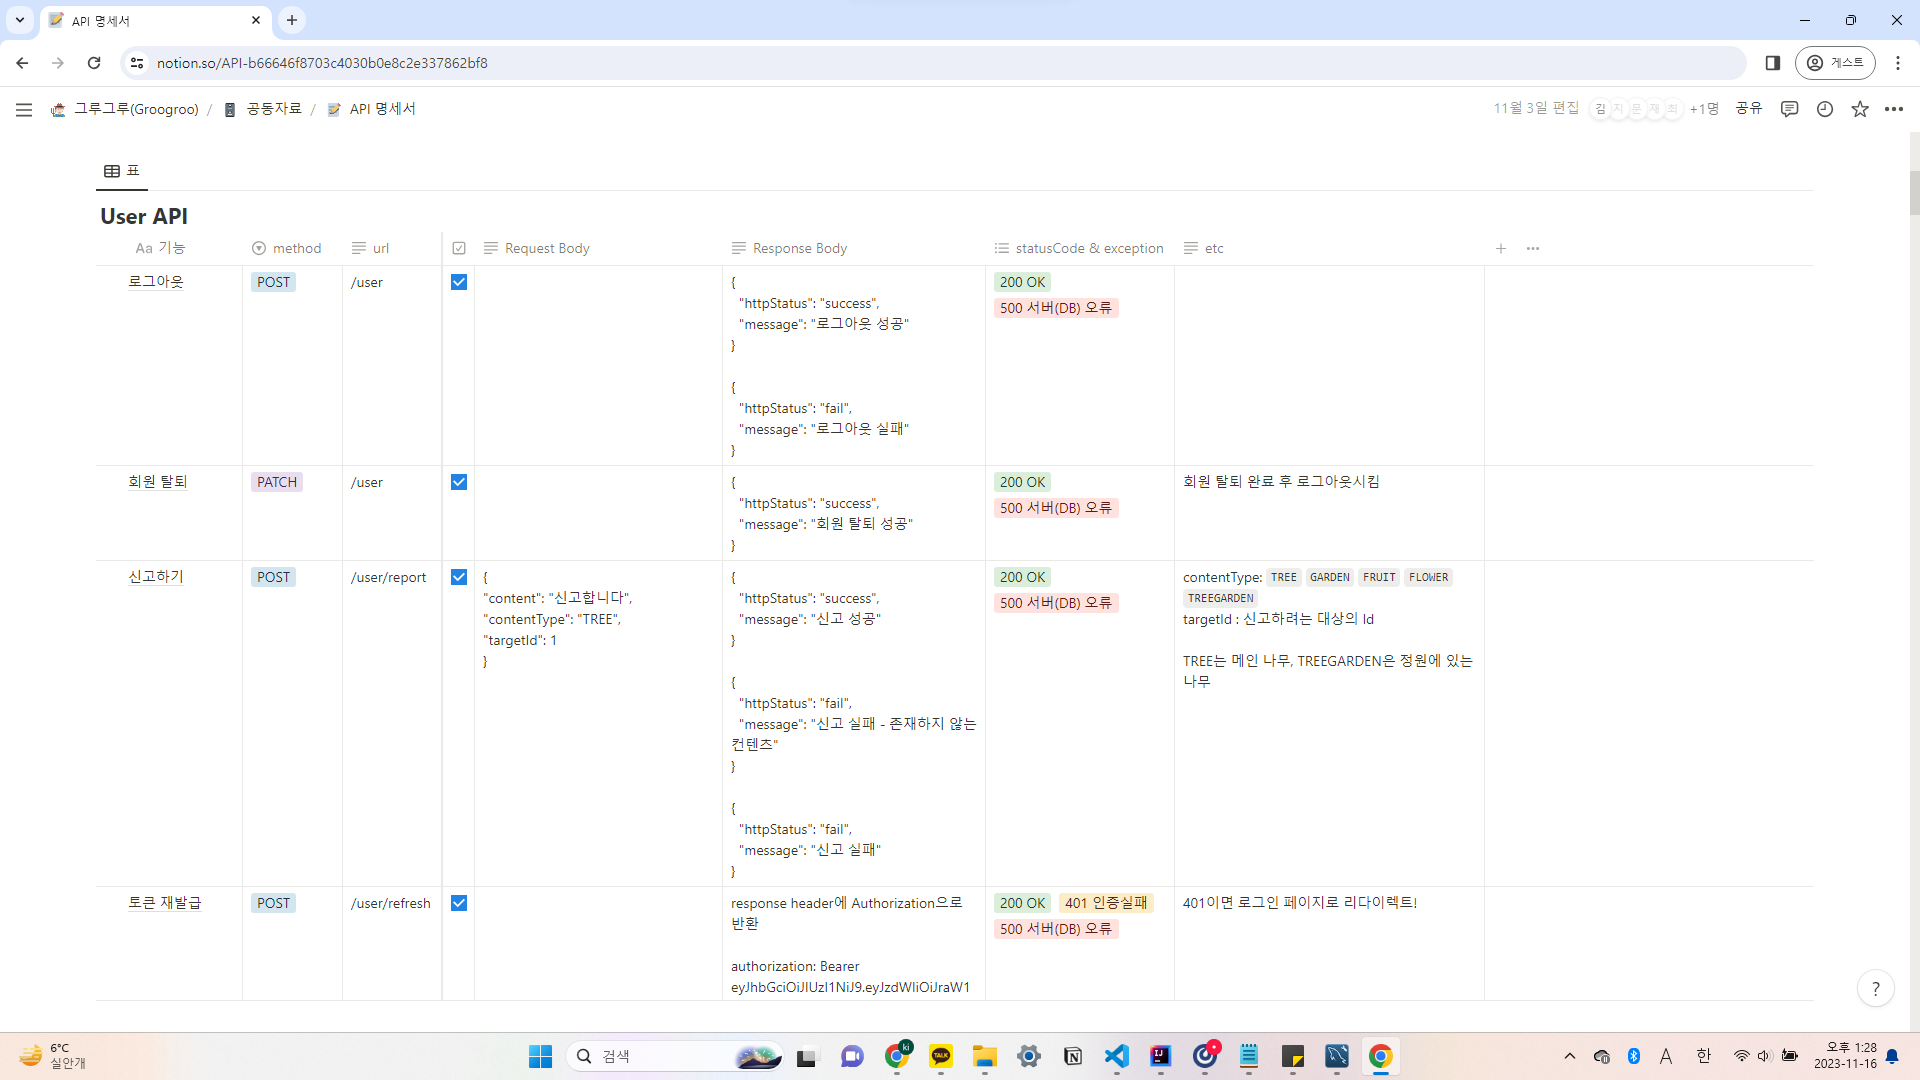 API 명세서
notion.so/API-b66646f8703c4030b0e8c2e337862bf8
게스트
그루그루(Groogroo) / 공동자료 / API 명세서
11월 3일 편집 김 지 문 재 최 +1명 공유
표
User API
Aa 기능 method url Request Body Response Body statusCode & exception etc
로그아웃 POST /user
{
"httpStatus": "success",
"message": "로그아웃 성공"
}
{
"httpStatus": "fail",
"message": "로그아웃 실패"
}
200 OK
500 서버(DB) 오류
회원 탈퇴 PATCH /user
{
"httpStatus": "success",
"message": "회원 탈퇴 성공"
}
200 OK
500 서버(DB) 오류
회원 탈퇴 완료 후 로그아웃시킴
신고하기 POST /user/report
{
"content": "신고합니다",
"contentType": "TREE",
"targetId": 1
}
{
"httpStatus": "success",
"message": "신고 성공"
}
{
"httpStatus": "fail",
"message": "신고 실패 - 존재하지 않는
컨텐츠"
}
{
"httpStatus": "fail",
"message": "신고 실패"
}
200 OK
500 서버(DB) 오류
contentType: TREE GARDEN FRUIT FLOWER
TREEGARDEN
targetId : 신고하려는 대상의 Id
TREE는 메인 나무, TREEGARDEN은 정원에 있는
나무
토큰 재발급 POST /user/refresh
response header에 Authorization으로
반환
authorization: Bearer
eyJhbGciOiJIUzI1NiJ9.eyJzdWIiOiJraW1
200 OK 401 인증실패
500 서버(DB) 오류
401이면 로그인 페이지로 리다이렉트!
?
6°C
실안개
검색
ki
TALK
IJ
A
한
오후 1:28
2023-11-16